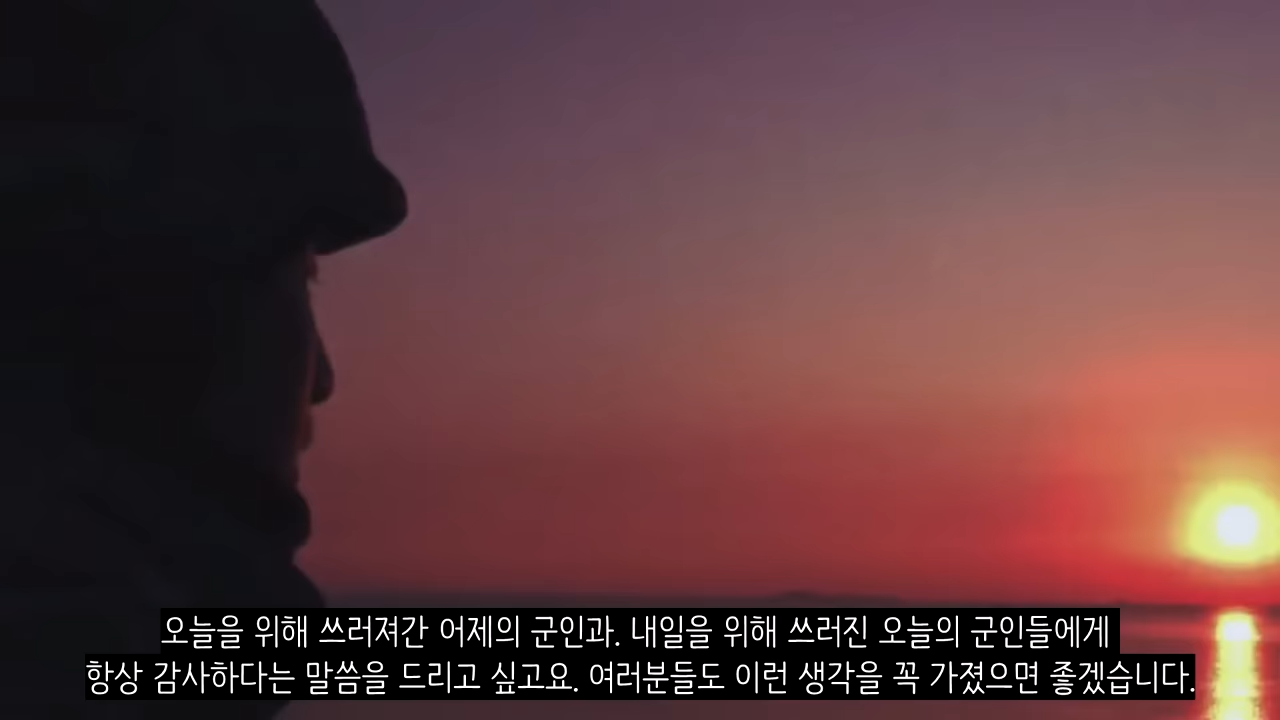 오늘을 위해 쓰러져간 어제의 군인과. 내일을 위해 쓰러진 오늘의 군인들에게
항상 감사하다는 말씀을 드리고 싶고요. 여러분들도 이런 생각을 꼭 가졌으면 좋겠습니다.